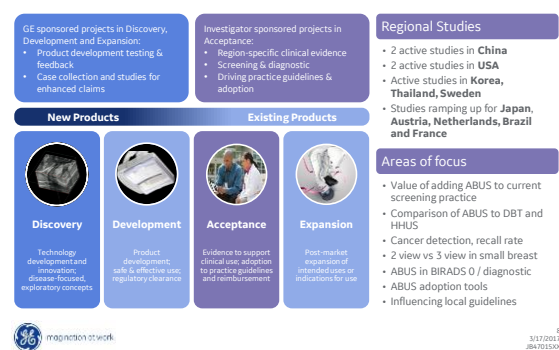 GE sponsored projects in Discovery,
Development and Expansion:
• Product development testing &
feedback
• Case collection and studies for
enhanced claims
Investigator sponsored projects in
Acceptance:
• Region-specific clinical evidence
• Screening & diagnostic
• Driving practice guidelines &
adoption
New Products
Existing Products
Discovery
Technology
development and
innovation;
disease-focused,
exploratory concepts
Development
Product
development;
safe & effective use;
regulatory clearance
Acceptance
Evidence to support
clinical use; adoption
to practice guidelines
and reimbursement
Expansion
Post-market
expansion of
intended uses or
indications for use
Regional Studies
• 2 active studies in China
• 2 active studies in USA
• Active studies in Korea,
Thailand, Sweden
• Studies ramping up for Japan,
Austria, Netherlands, Brazil
and France
Areas of focus
• Value of adding ABUS to current
screening practice
• Comparison of ABUS to DBT and
HHUS
• Cancer detection, recall rate
• 2 view vs 3 view in small breast
• ABUS in BIRADS 0 / diagnostic
• ABUS adoption tools
• Influencing local guidelines
imagination at work
8
3/17/2017
JB47015XX